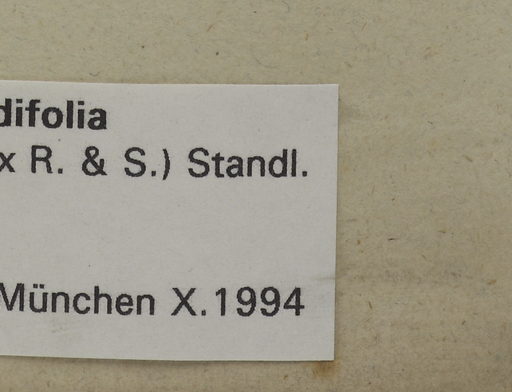 difolia
x R. & S.) Standl.
München X.1994